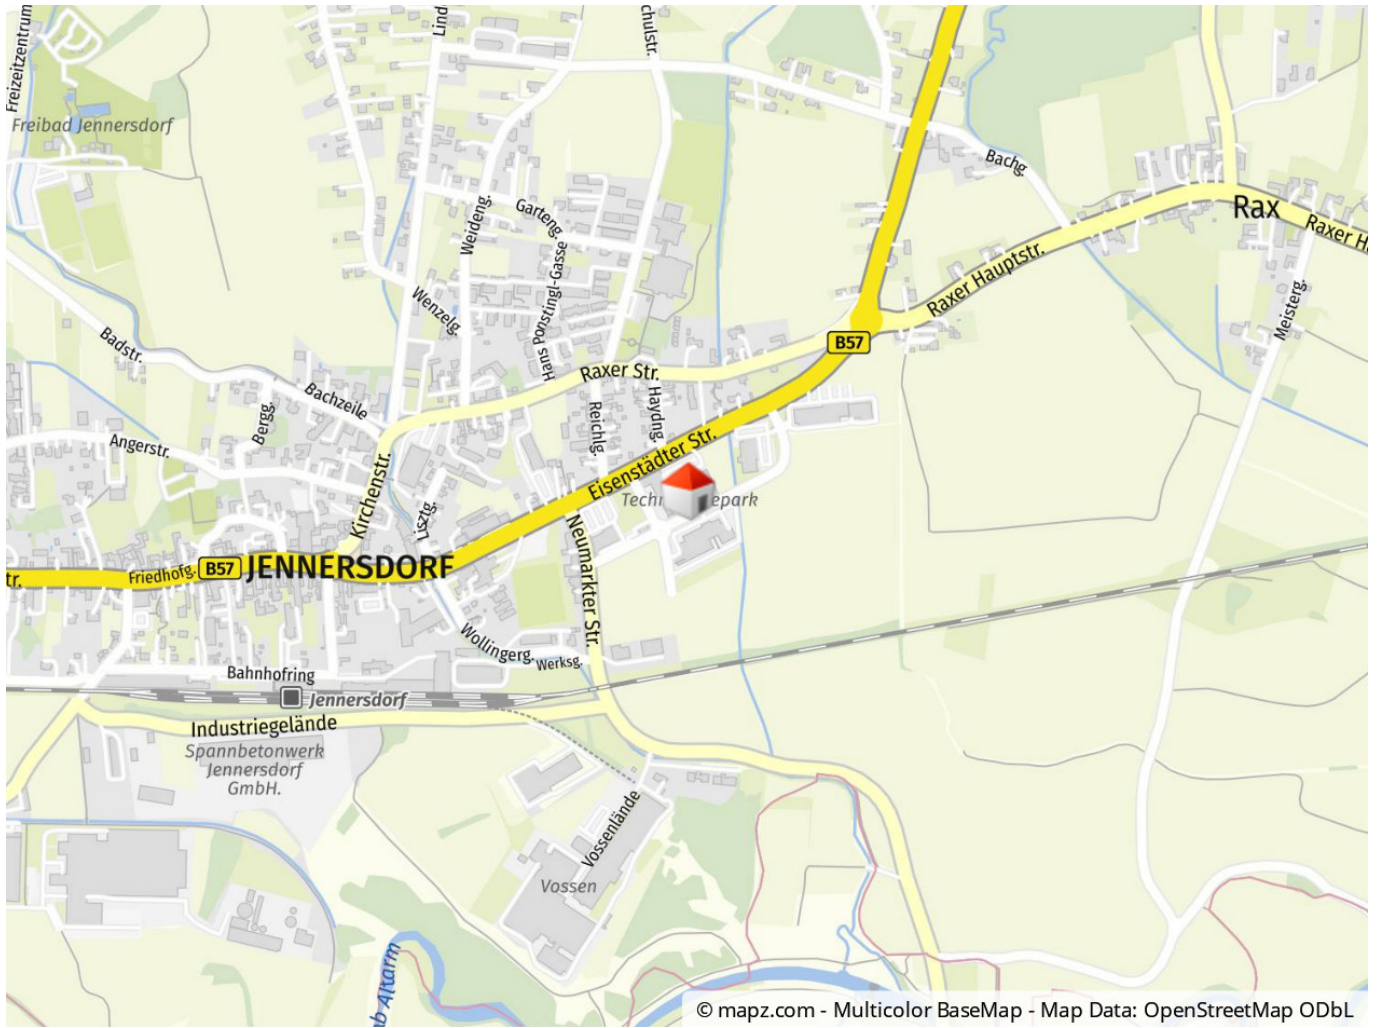 Freizeitzentrum
Lind
chulstr.
Freibad Jennersdorf
Bachg.
Rax
Raxer H
Garteng.
Weideng.
Hans Ponstingl-Gasse
Raxer Hauptstr.
Wenzelg.
Meisterg.
Badstr.
B57
Raxer Str.
Bachzeile
Haydng.
Reichlg.
Bergg.
Angerstr.
Eisenstädter Str.
Kirchenstr.
Lisztg.
Techn
epark
Neumarkter Str.
tr.
Friedhofg.
B57
JENNERSDORF
Wollingerg.
Werksg.
Bahnhofring
Jennersdorf
Industriegelände
Spannbetonwerk
Jennersdorf
GmbH.
Vossenlände
Vossen
ab Altarm
© mapz.com - Multicolor BaseMap - Map Data: OpenStreetMap ODbL